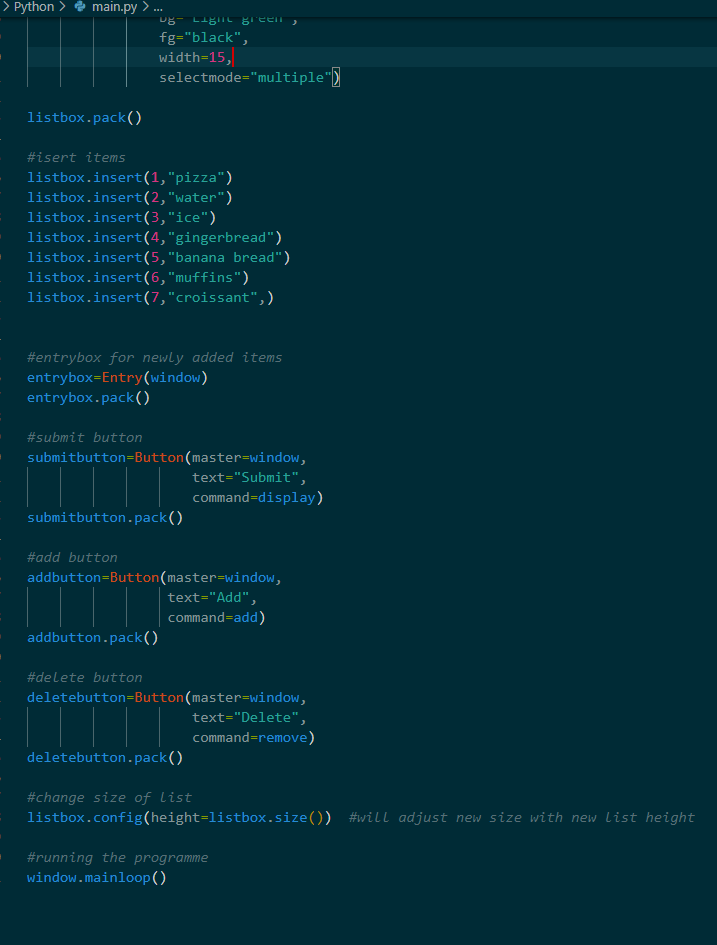 > Python > main.py > ...
bg="Light green",
fg="black",
width=15,
selectmode="multiple")
listbox.pack()
#isert items
listbox.insert(1,"pizza")
listbox.insert(2,"water")
listbox.insert(3,"ice")
listbox.insert(4,"gingerbread")
listbox.insert(5,"banana bread")
listbox.insert(6,"muffins")
listbox.insert(7,"croissant",)
#entrybox for newly added items
entrybox=Entry(window)
entrybox.pack()
#submit button
submitbutton=Button(master=window,
text="Submit",
command=display)
submitbutton.pack()
#add button
addbutton=Button(master=window,
text="Add",
command=add)
addbutton.pack()
#delete button
deletebutton=Button(master=window,
text="Delete",
command=remove)
deletebutton.pack()
#change size of list
listbox.config(height=listbox.size())  #will adjust new size with new list height
#running the programme
window.mainloop()